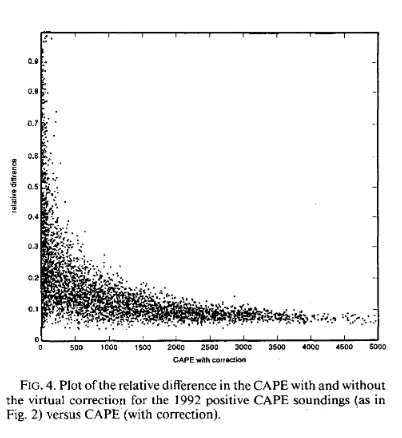 0.9
0.8
0.7
0.6
0.5
0.4
0.3
0.2
0.1
0
relative diffrence
0 500 1000 1500 2000 2500 3000 3500 4000 4500 5000
CAPE with correction
FIG. 4. Plot of the relative difference in the CAPE with and without
the virtual correction for the 1992 positive CAPE soundings (as in
Fig. 2) versus CAPE (with correction).